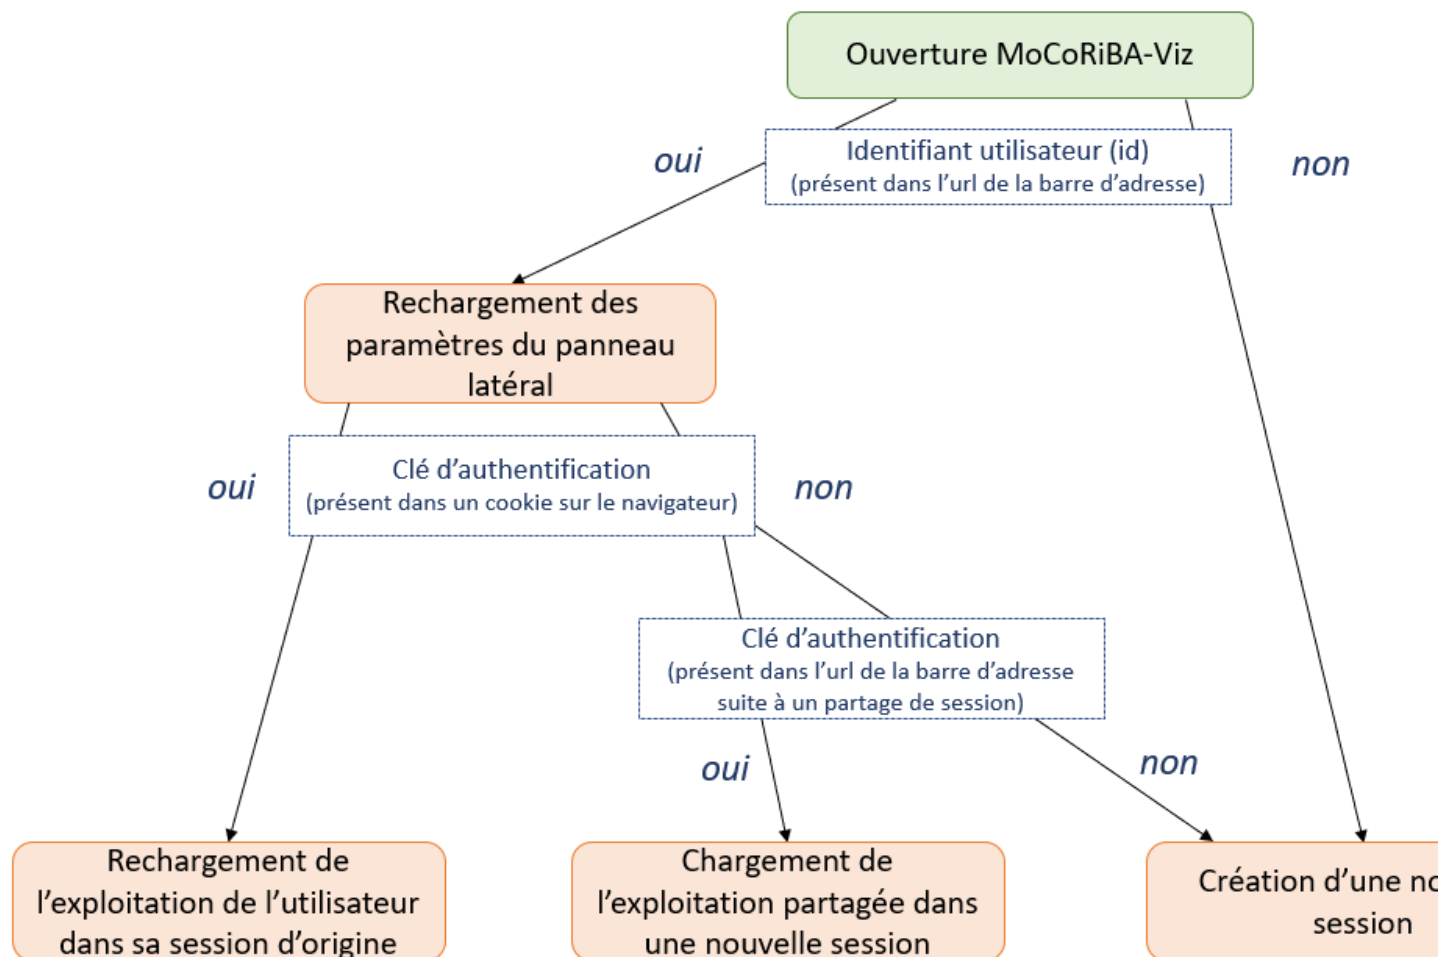 Ouverture MoCoRiBA-Viz
Identifiant utilisateur (id)
(présent dans l’url de la barre d’adresse)
oui
non
Rechargement des
paramètres du panneau
latéral
Clé d’authentification
(présent dans un cookie sur le navigateur)
oui
non
Clé d’authentification
(présent dans l’url de la barre d’adresse
suite à un partage de session)
oui
non
Rechargement de
l’exploitation de l’utilisateur
dans sa session d’origine
Chargement de
l’exploitation partagée dans
une nouvelle session
Création d’une
session